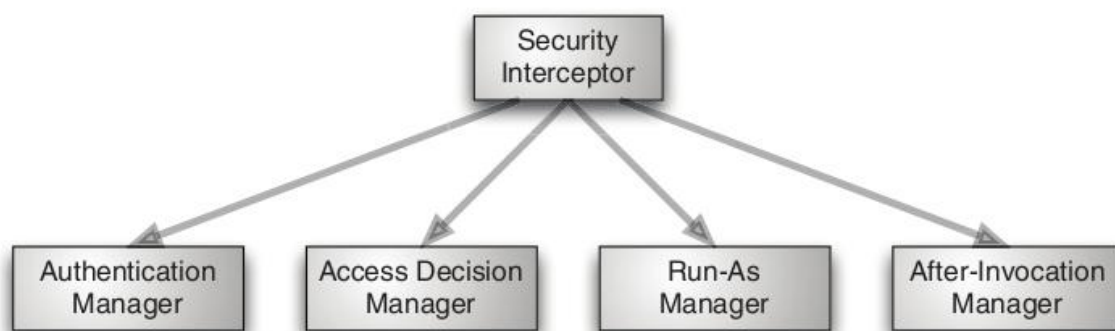 Security
Interceptor
Authentication
Manager
Access Decision
Manager
Run-As
Manager
After-Invocation
Manager